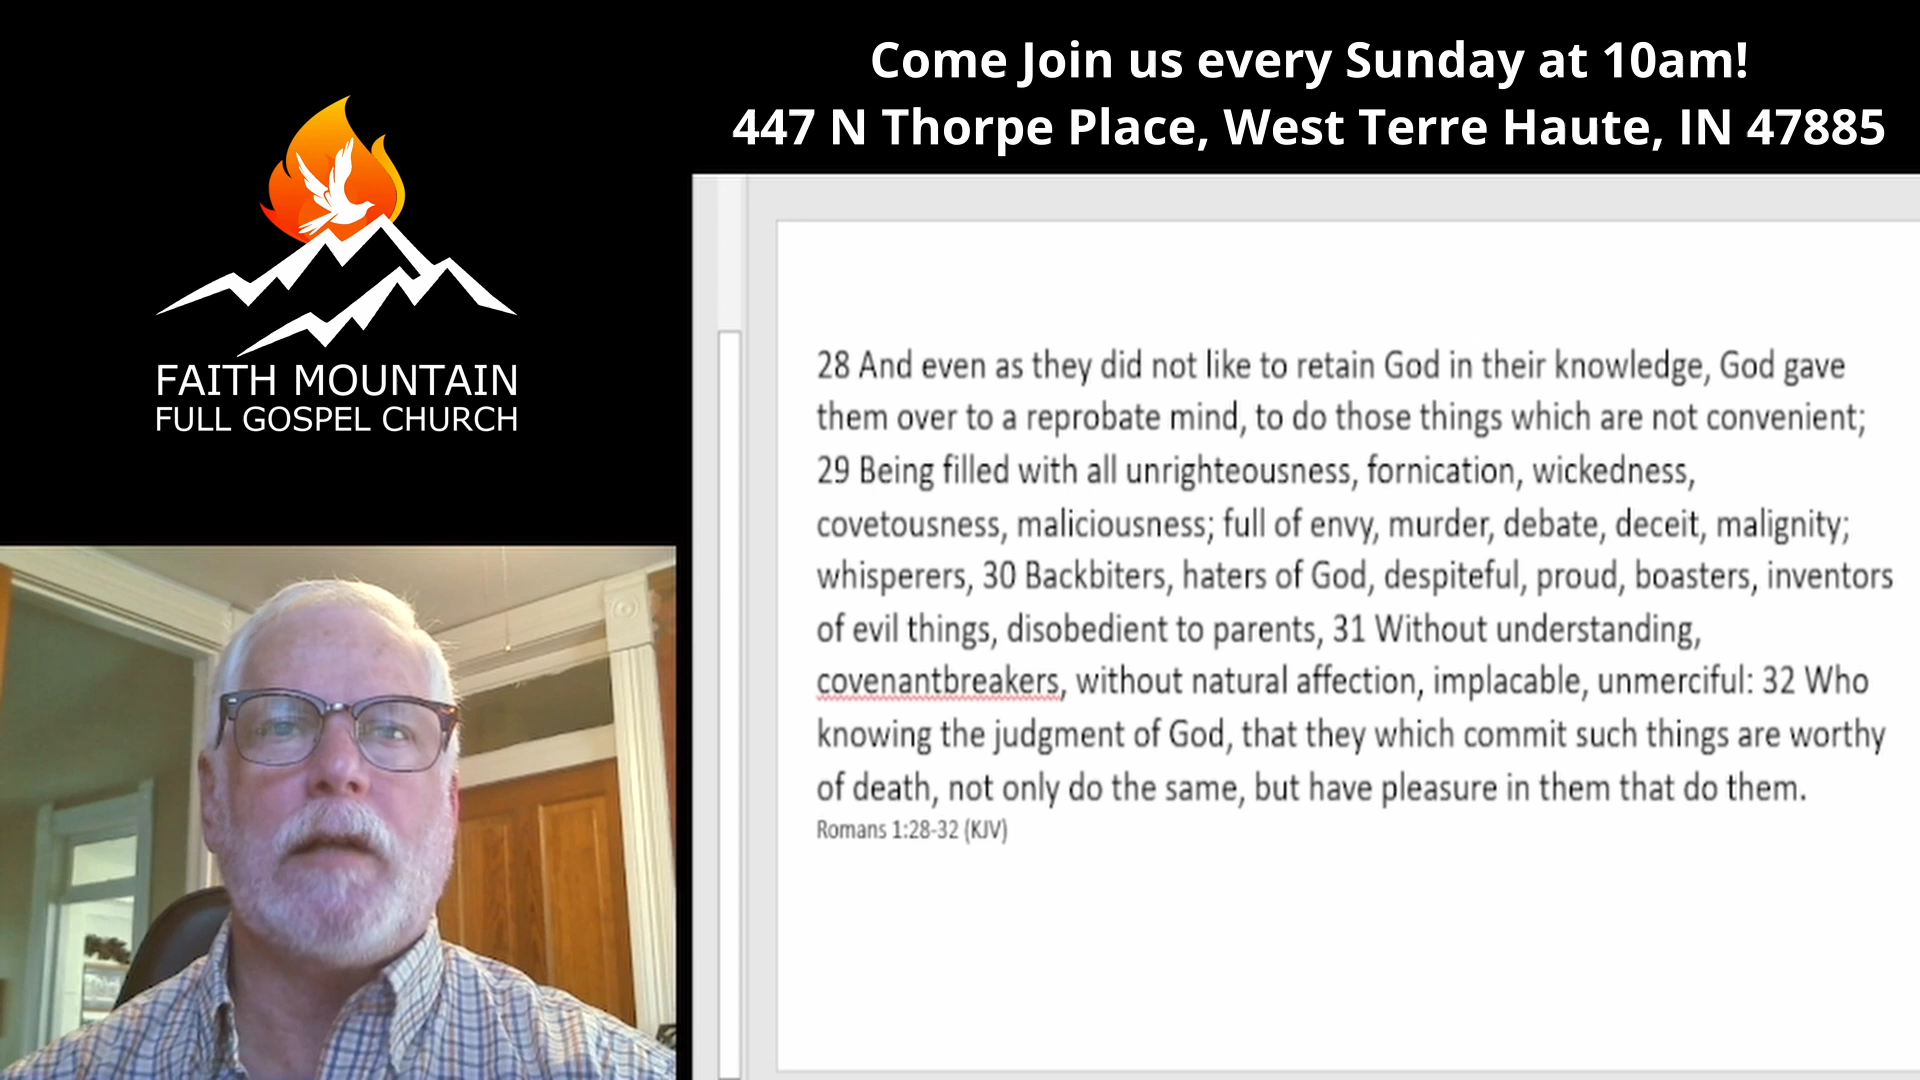 Come Join us every Sunday at 10am!
447 N Thorpe Place, West Terre Haute, IN 47885
FAITH MOUNTAIN
FULL GOSPEL CHURCH
28 And even as they did not like to retain God in their knowledge, God gave
them over to a reprobate mind, to do those things which are not convenient;
29 Being filled with all unrighteousness, fornication, wickedness,
covetousness, maliciousness; full of envy, murder, debate, deceit, malignity;
whisperers, 30 Backbiters, haters of God, despiteful, proud, boasters, inventors
of evil things, disobedient to parents, 31 Without understanding,
covenantbreakers, without natural affection, implacable, unmerciful: 32 Who
knowing the judgment of God, that they which commit such things are worthy
of death, not only do the same, but have pleasure in them that do them.
Romans 1:28-32 (KJV)